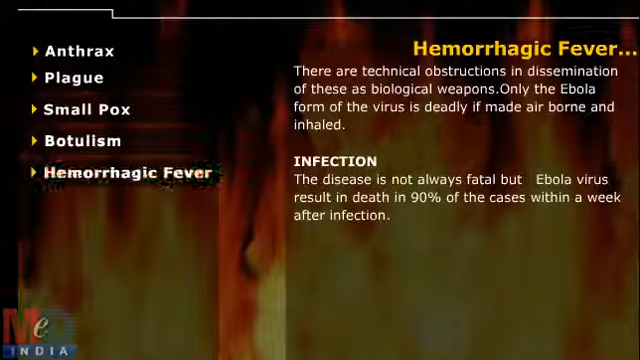 Anthrax
Plague
Small Pox
Botulism
Hemorrhagic Fever
Hemorrhagic Fever...
There are technical obstructions in dissemination
of these as biological weapons.Only the Ebola
form of the virus is deadly if made air borne and
inhaled.
INFECTION
The disease is not always fatal but Ebola virus
result in death in 90% of the cases within a week
after infection.
INDIA